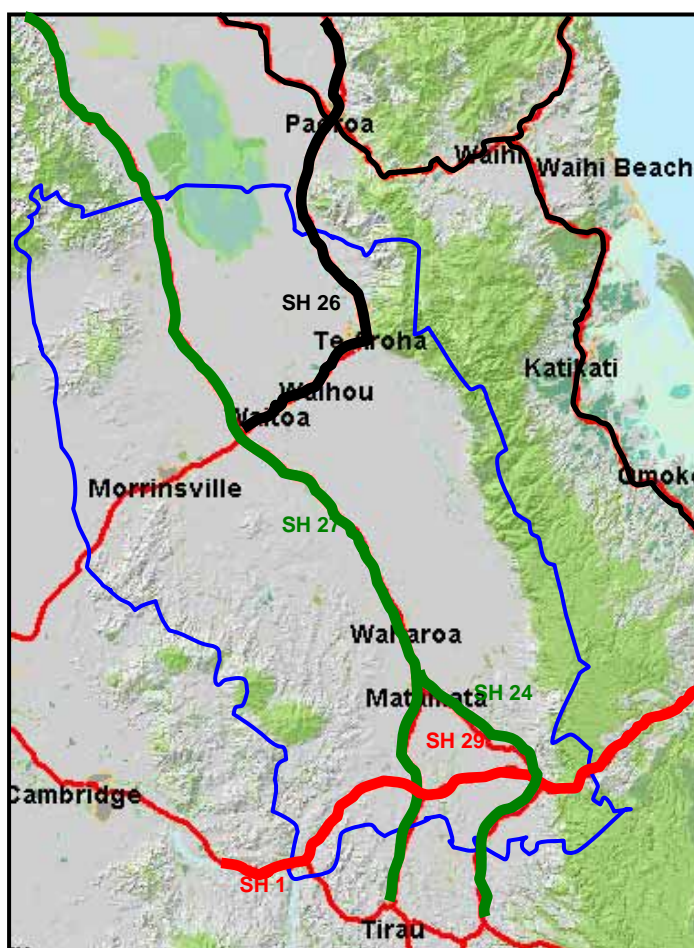 Paeroa
Waihi
Waihi Beach
SH 26
Te Aroha
Waihou
Katikati
Waitoa
Omoko
Morrinsville
SH 27
Waharoa
Matamata
SH 24
SH 29
Cambridge
SH 1
Tirau